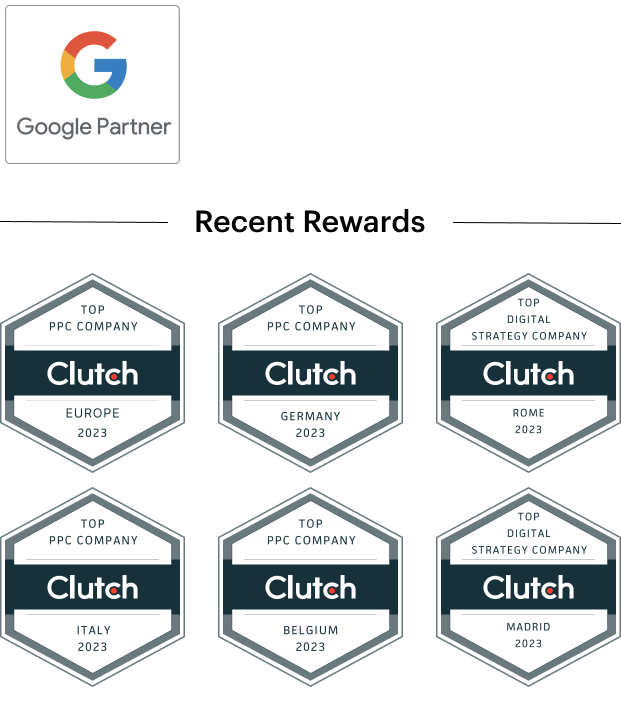 Google Partner
Recent Rewards
TOP
PPC COMPANY
Clutch
EUROPE
2023
TOP
PPC COMPANY
Clutch
GERMANY
2023
TOP
DIGITAL
STRATEGY COMPANY
Clutch
ROME
2023
TOP
PPC COMPANY
Clutch
ITALY
2023
TOP
PPC COMPANY
Clutch
BELGIUM
2023
TOP
DIGITAL
STRATEGY COMPANY
Clutch
MADRID
2023